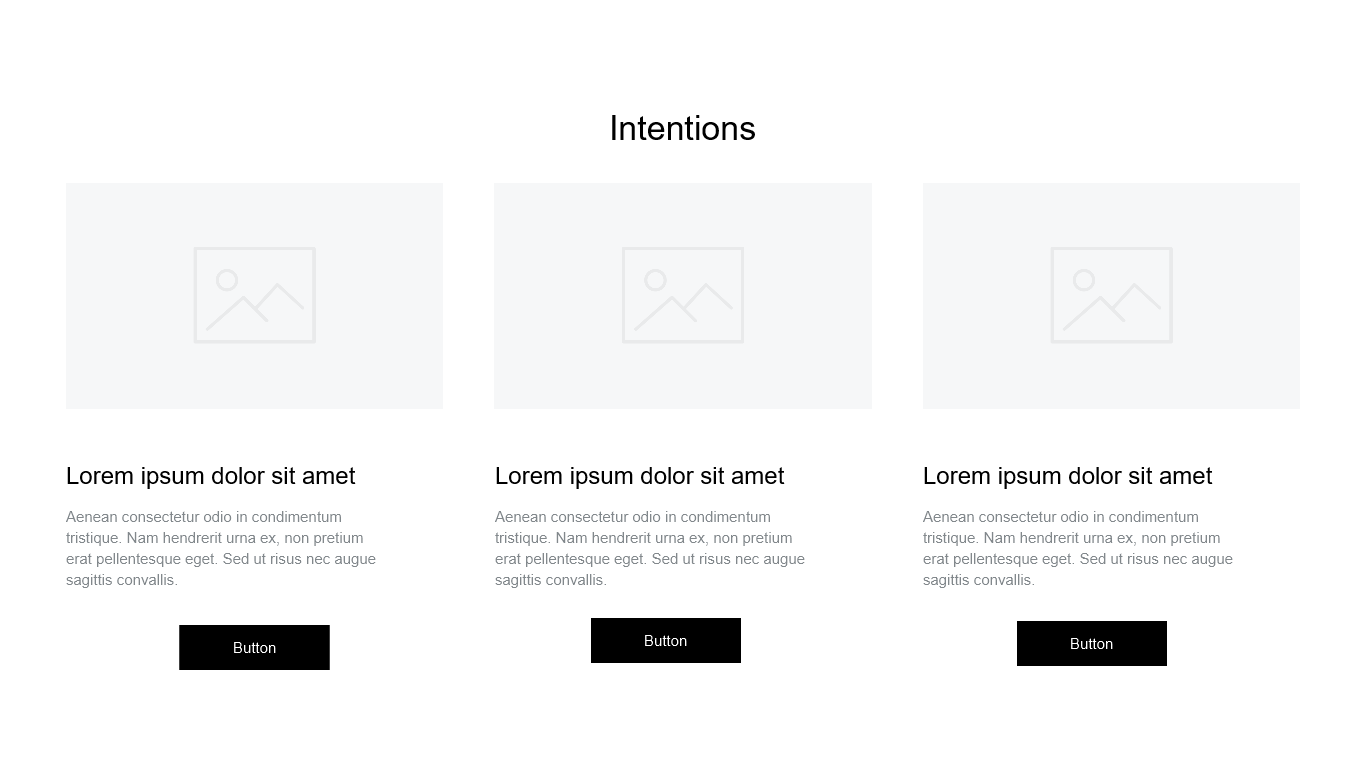 Intentions
Lorem ipsum dolor sit amet
Aenean consectetur odio in condimentum
tristique. Nam hendrerit urna ex, non pretium
erat pellentesque eget. Sed ut risus nec augue
sagittis convallis.
Button
Lorem ipsum dolor sit amet
Aenean consectetur odio in condimentum
tristique. Nam hendrerit urna ex, non pretium
erat pellentesque eget. Sed ut risus nec augue
sagittis convallis.
Button
Lorem ipsum dolor sit amet
Aenean consectetur odio in condimentum
tristique. Nam hendrerit urna ex, non pretium
erat pellentesque eget. Sed ut risus nec augue
sagittis convallis.
Button